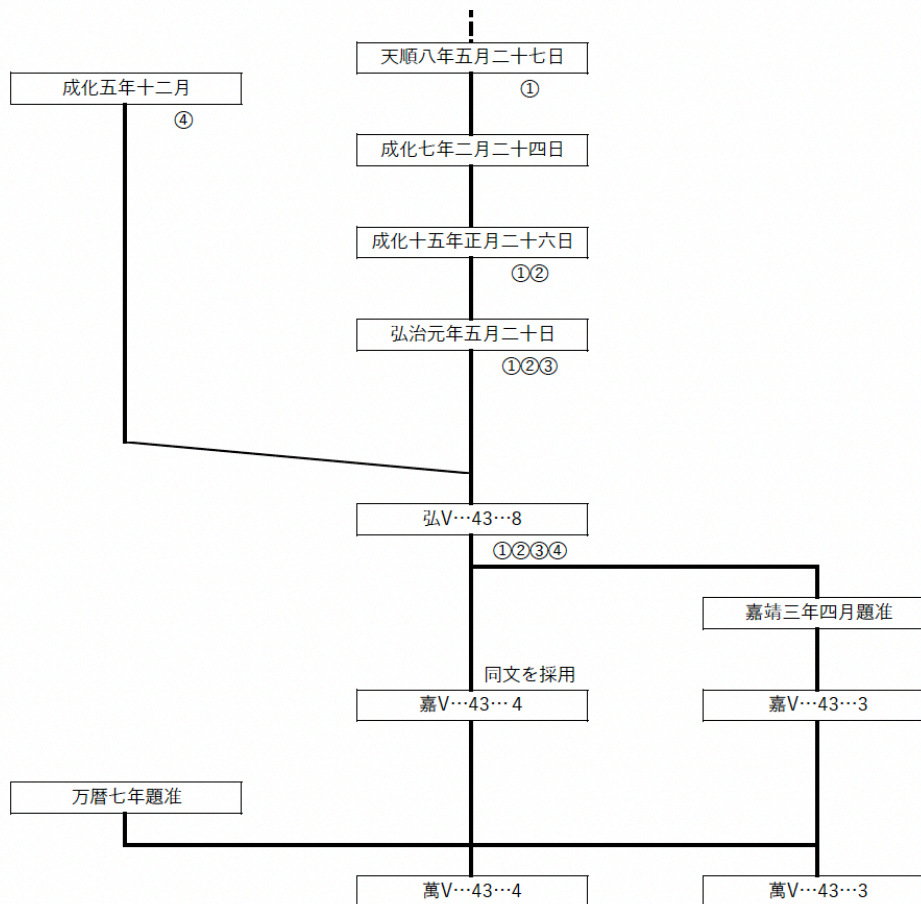 天順八年五月二十七日
①
成化五年十二月
④
成化七年二月二十四日
成化十五年正月二十六日
①②
弘治元年五月二十日
①②③
弘V…43…8
①②③④
嘉靖三年四月題准
同文を採用
嘉V…43…4
嘉V…43…3
万暦七年題准
萬V…43…4
萬V…43…3